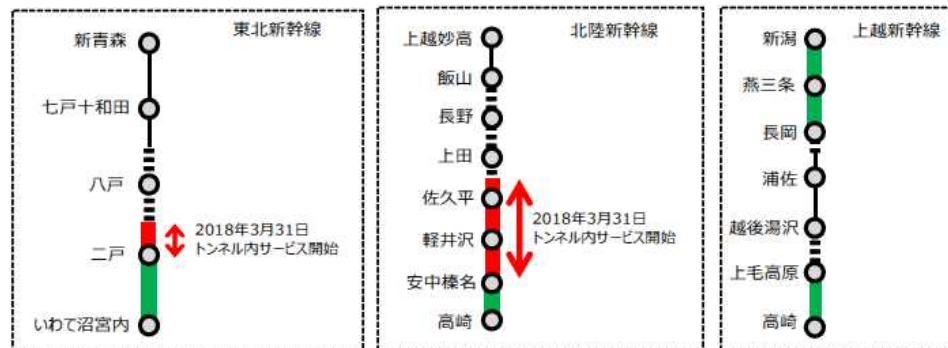 東北新幹線
新青森
七戸十和田
八戸
2018年3月31日
トンネル内サービス開始
二戸
いわて沼宮内
北陸新幹線
上越妙高
飯山
長野
上田
佐久平
2018年3月31日
トンネル内サービス開始
軽井沢
安中榛名
高崎
上越新幹線
新潟
燕三条
長岡
浦佐
越後湯沢
上毛高原
高崎